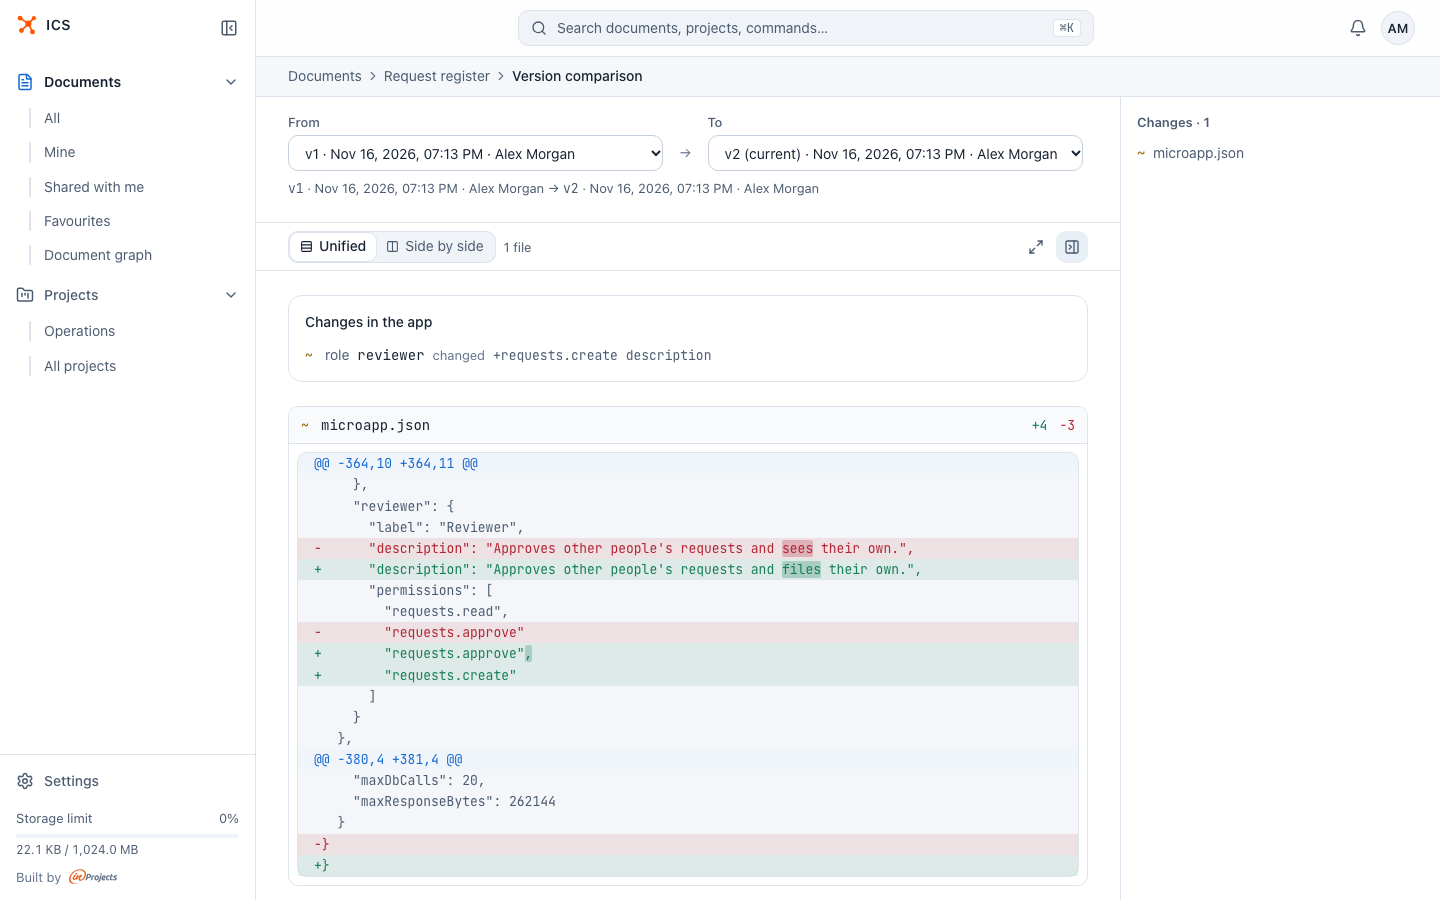 ICS
Search documents, projects, commands...
⌘K
AM
Documents
All
Mine
Shared with me
Favourites
Document graph
Projects
Operations
All projects
Settings
Storage limit 0%
22.1 KB / 1,024.0 MB
Built by inProjects
Documents > Request register > Version comparison
From
v1 · Nov 16, 2026, 07:13 PM · Alex Morgan
→
To
v2 (current) · Nov 16, 2026, 07:13 PM · Alex Morgan
v1 · Nov 16, 2026, 07:13 PM · Alex Morgan → v2 · Nov 16, 2026, 07:13 PM · Alex Morgan
Unified
Side by side
1 file
Changes in the app
~ role reviewer changed +requests.create description
~ microapp.json +4 -3
@@ -364,10 +364,11 @@
},
"reviewer": {
"label": "Reviewer",
- "description": "Approves other people's requests and sees their own.",
+ "description": "Approves other people's requests and files their own.",
"permissions": [
"requests.read",
- "requests.approve"
+ "requests.approve",
+ "requests.create"
]
}
},
@@ -380,4 +381,4 @@
"maxDbCalls": 20,
"maxResponseBytes": 262144
}
-}
+}
Changes · 1
~ microapp.json